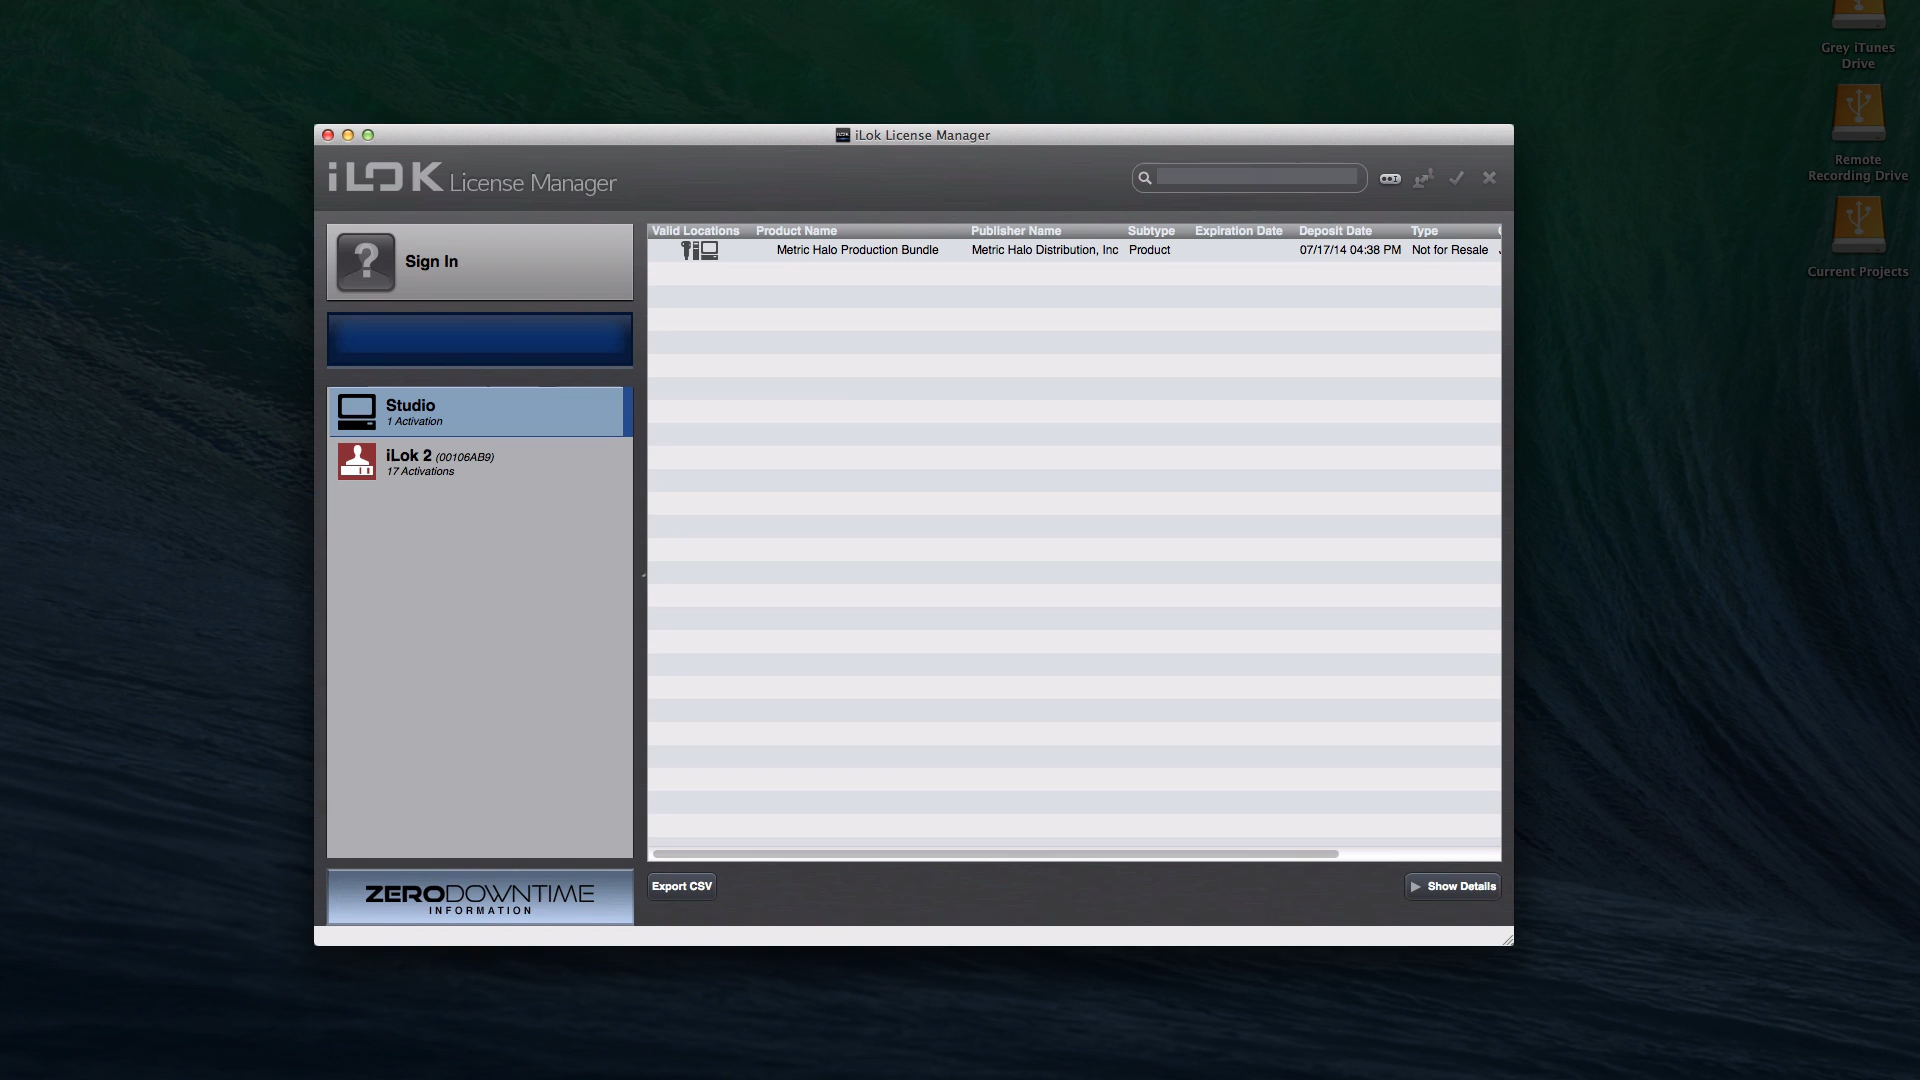 Grey iTunes
Drive
Remote
Recording Drive
Current Projects
iLok License Manager
iLOK License Manager
Sign In
Studio
1 Activation
iLok 2 (00106AB9)
17 Activations
ZERODOWNTIME
INFORMATION
Valid Locations Product Name Publisher Name Subtype Expiration Date Deposit Date Type
Metric Halo Production Bundle Metric Halo Distribution, Inc Product 07/17/14 04:38 PM Not for Resale
Export CSV
Show Details